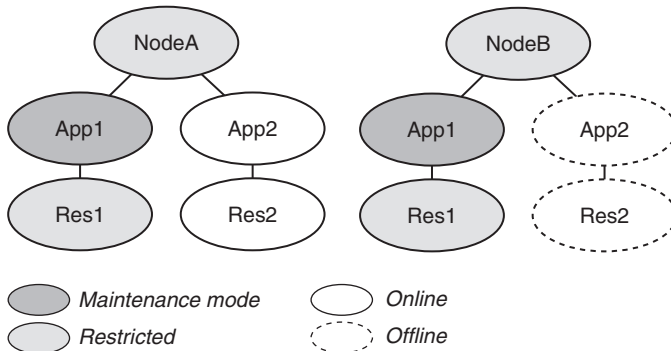 NodeA NodeB
App1 App2 App1 App2
Res1 Res2 Res1 Res2
Maintenance mode Online
Restricted Offline